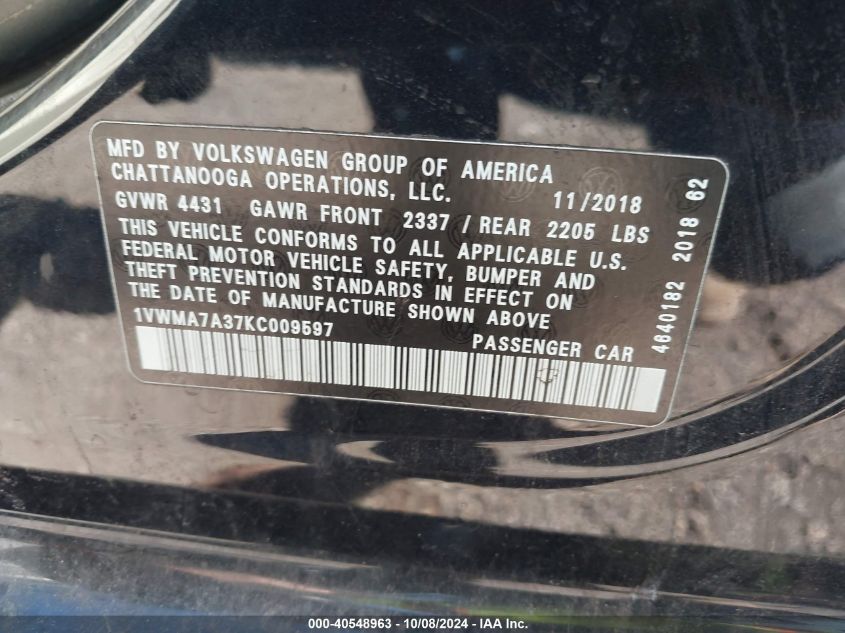 MFD BY VOLKSWAGEN GROUP OF AMERICA
CHATTANOOGA OPERATIONS, LLC. 11/2018
GVWR 4431 GAWR FRONT 2337 / REAR 2205 LBS
THIS VEHICLE CONFORMS TO ALL APPLICABLE U.S.
FEDERAL MOTOR VEHICLE SAFETY, BUMPER AND
THEFT PREVENTION STANDARDS IN EFFECT ON
THE DATE OF MANUFACTURE SHOWN ABOVE
1VWMA7A37KC009597 PASSENGER CAR
4640182 2018 62
000-40548963 - 10/08/2024 - IAAI.com